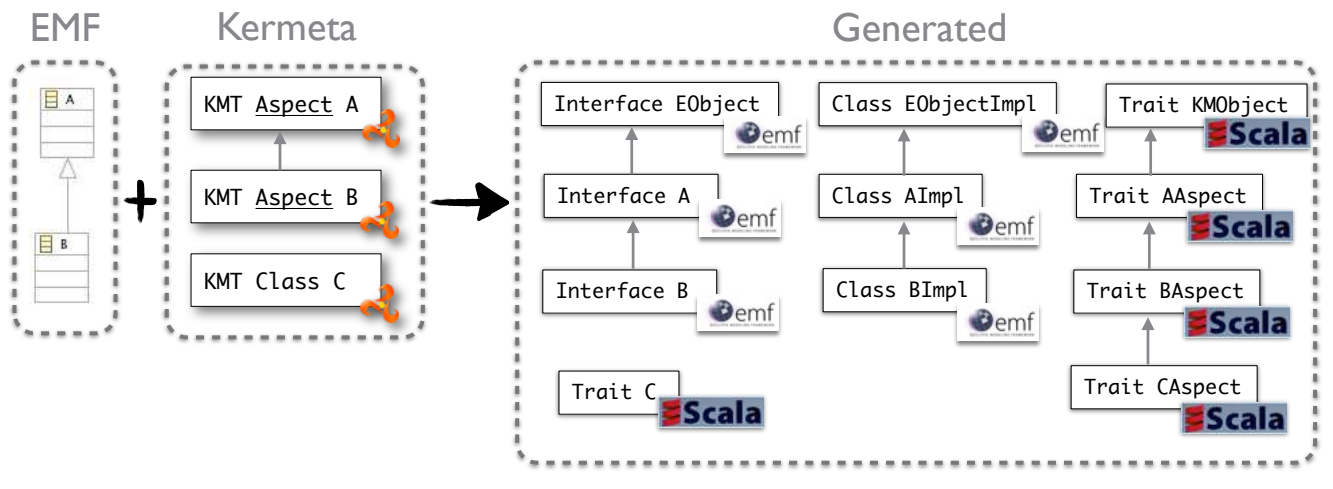 EMF
Kermeta
Generated
A
B
KMT Aspect A
KMT Aspect B
KMT Class C
Interface EObject
emf
Class EObjectImpl
emf
Trait KMObject
Scala
Interface A
emf
Class AImpl
emf
Trait AAspect
Scala
Interface B
emf
Class BImpl
emf
Trait BAspect
Scala
Trait C
Scala
Trait CAspect
Scala